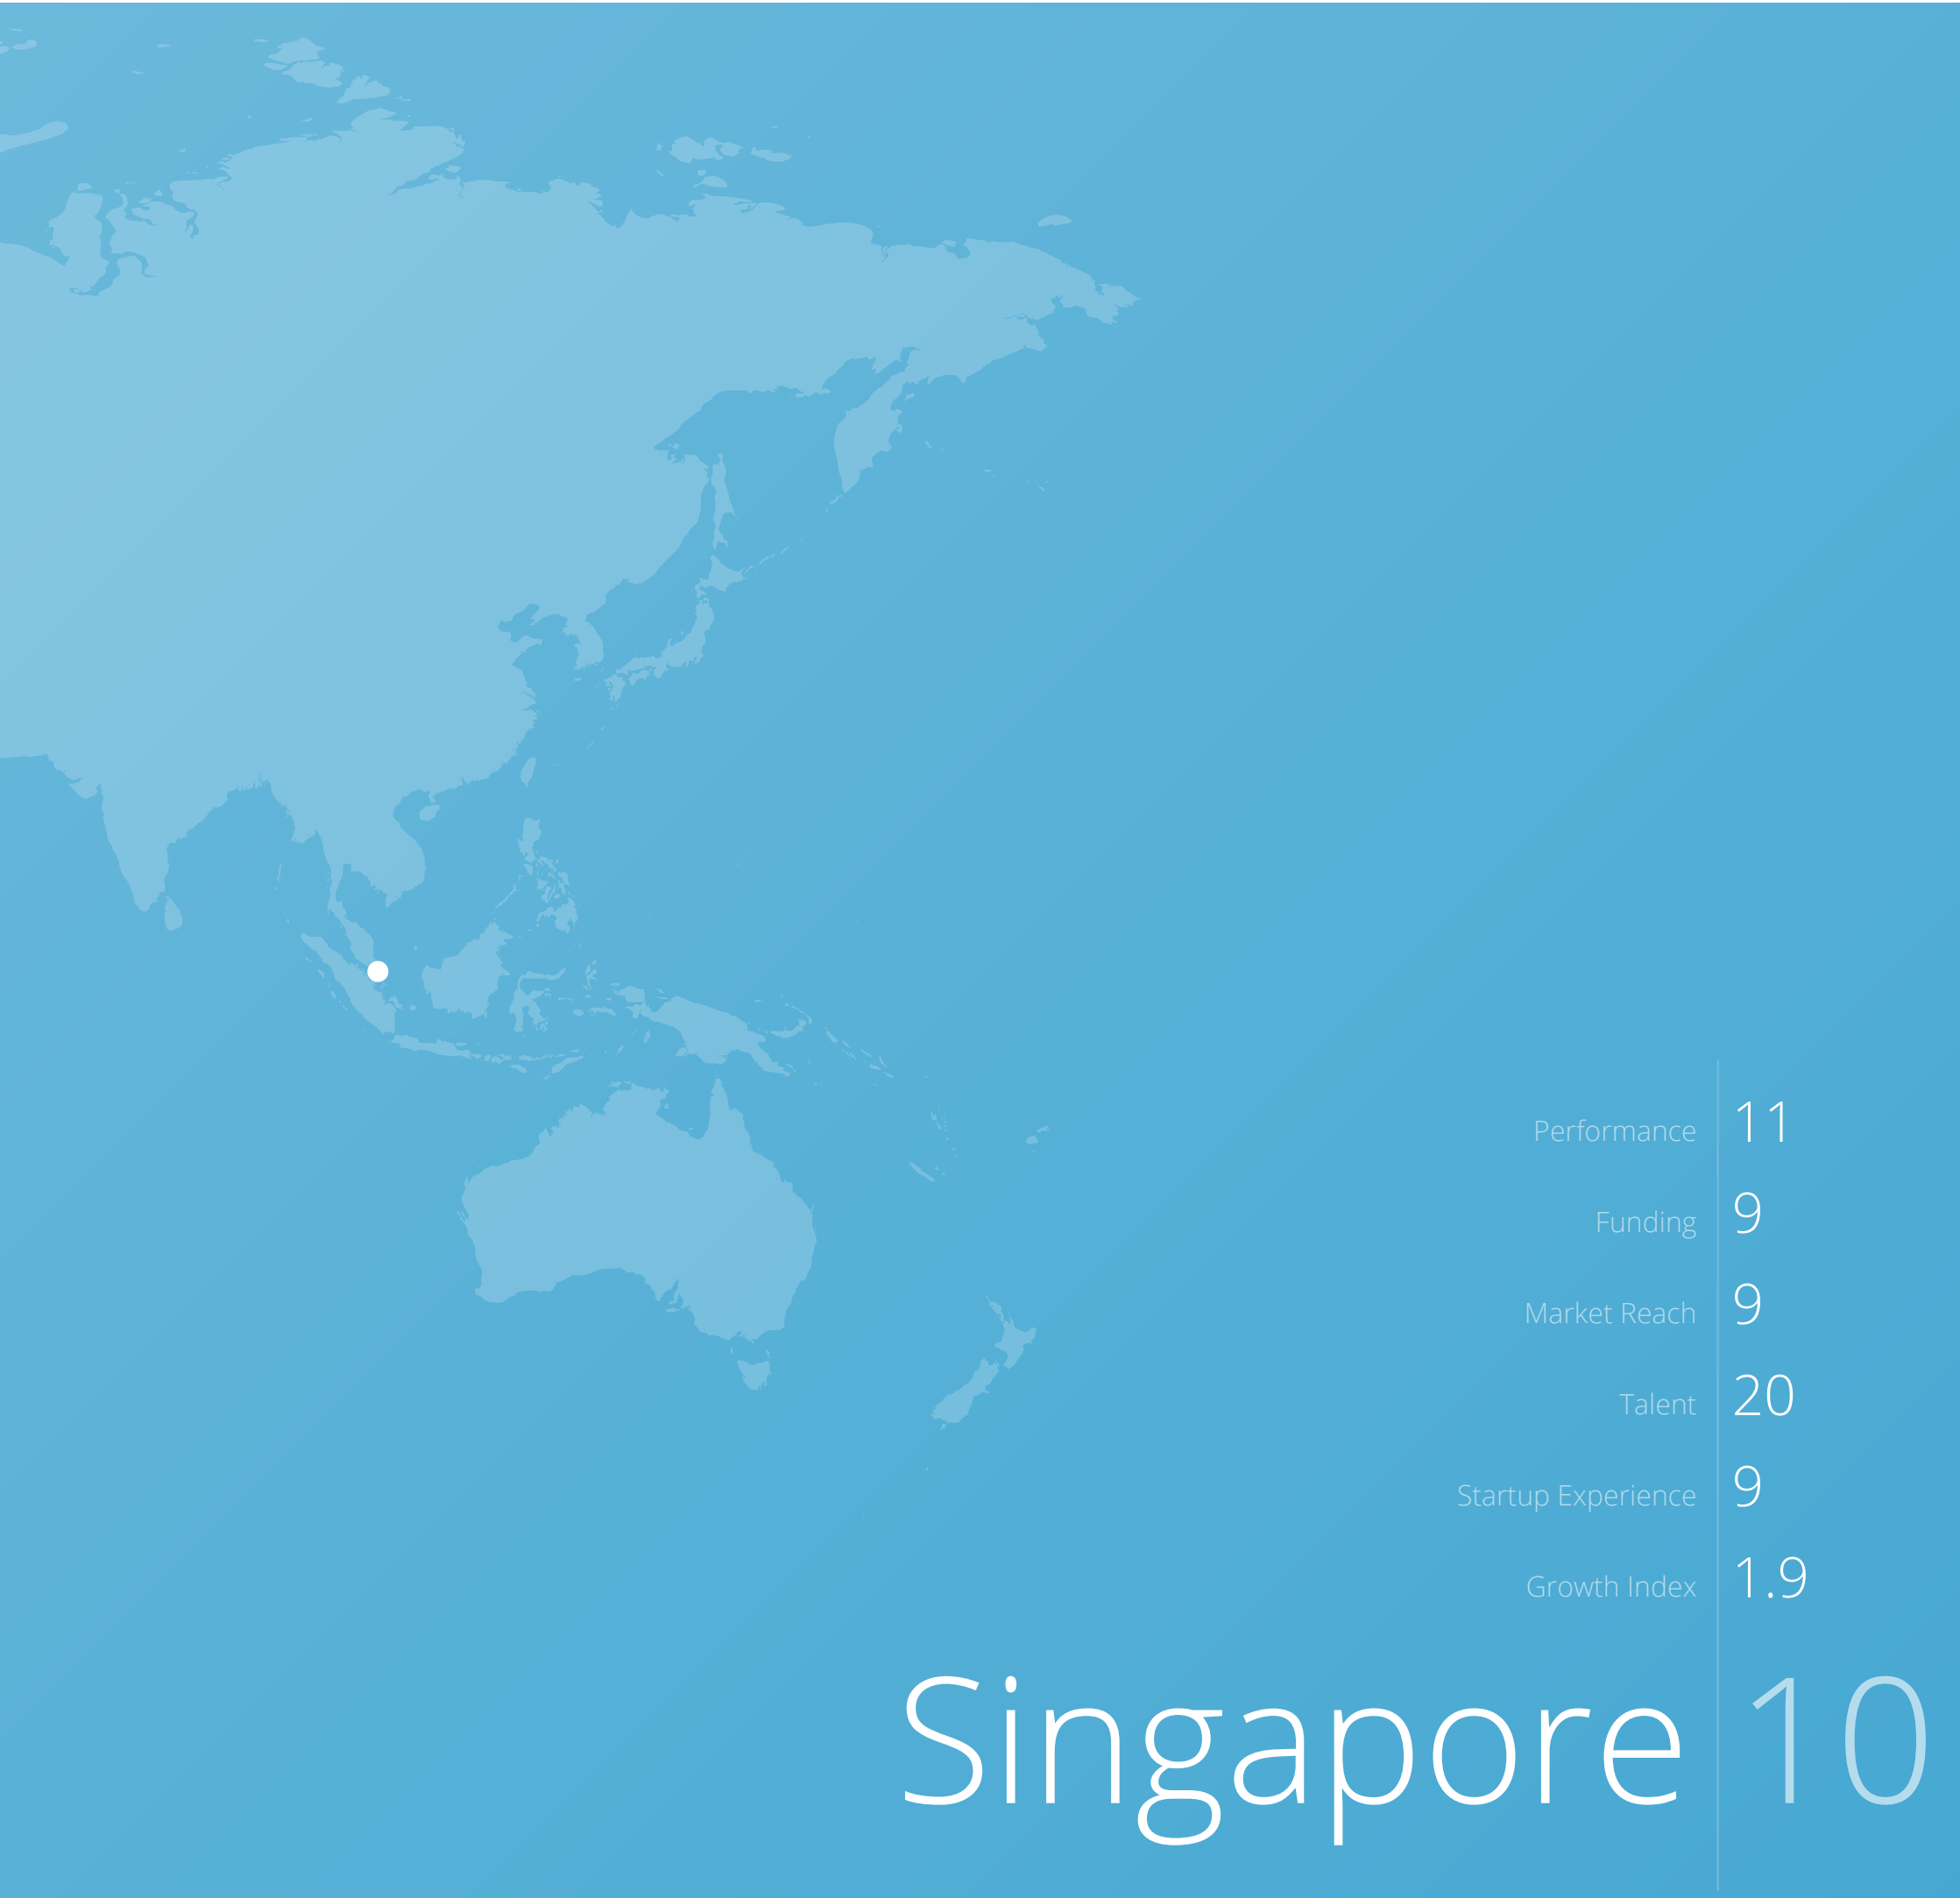 Performance 11
Funding 9
Market Reach 9
Talent 20
Startup Experience 9
Growth Index 1.9
Singapore 10